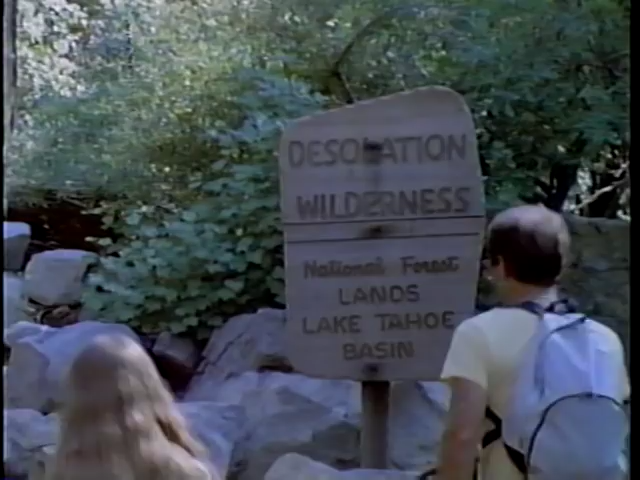 DESOLATION
WILDERNESS
National Forest
LANDS
LAKE TAHOE
BASIN